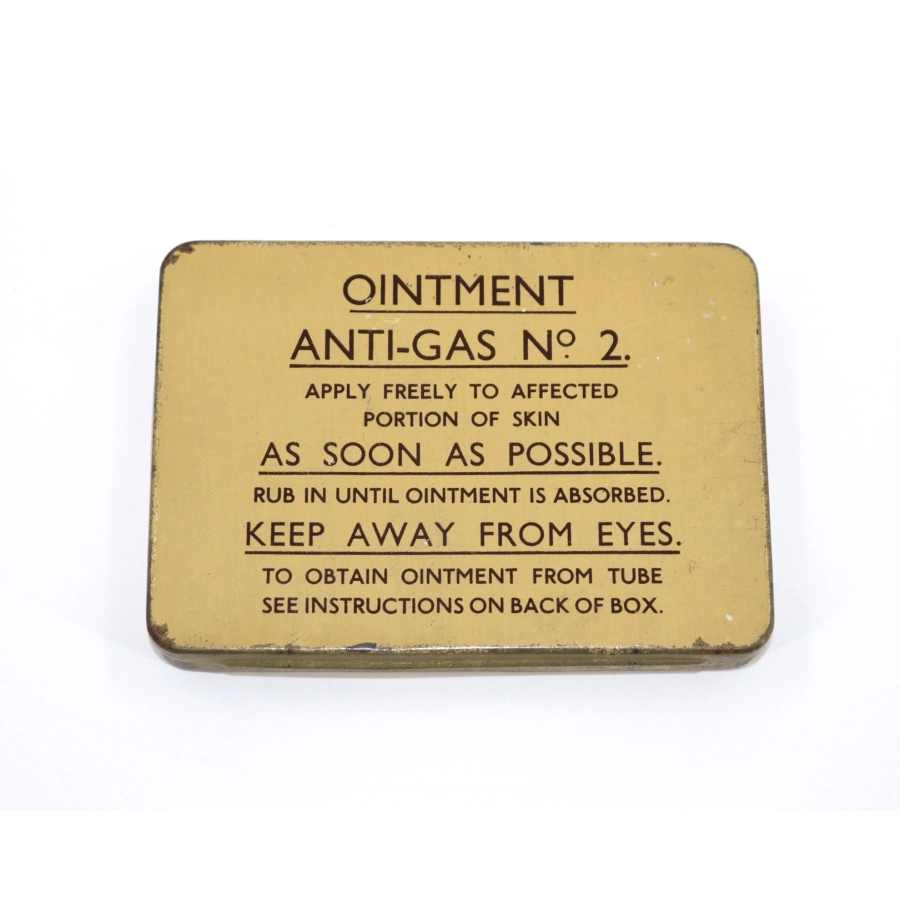 OINTMENT
ANTI-GAS Nº 2.
APPLY FREELY TO AFFECTED
PORTION OF SKIN
AS SOON AS POSSIBLE.
RUB IN UNTIL OINTMENT IS ABSORBED.
KEEP AWAY FROM EYES.
TO OBTAIN OINTMENT FROM TUBE
SEE INSTRUCTIONS ON BACK OF BOX.